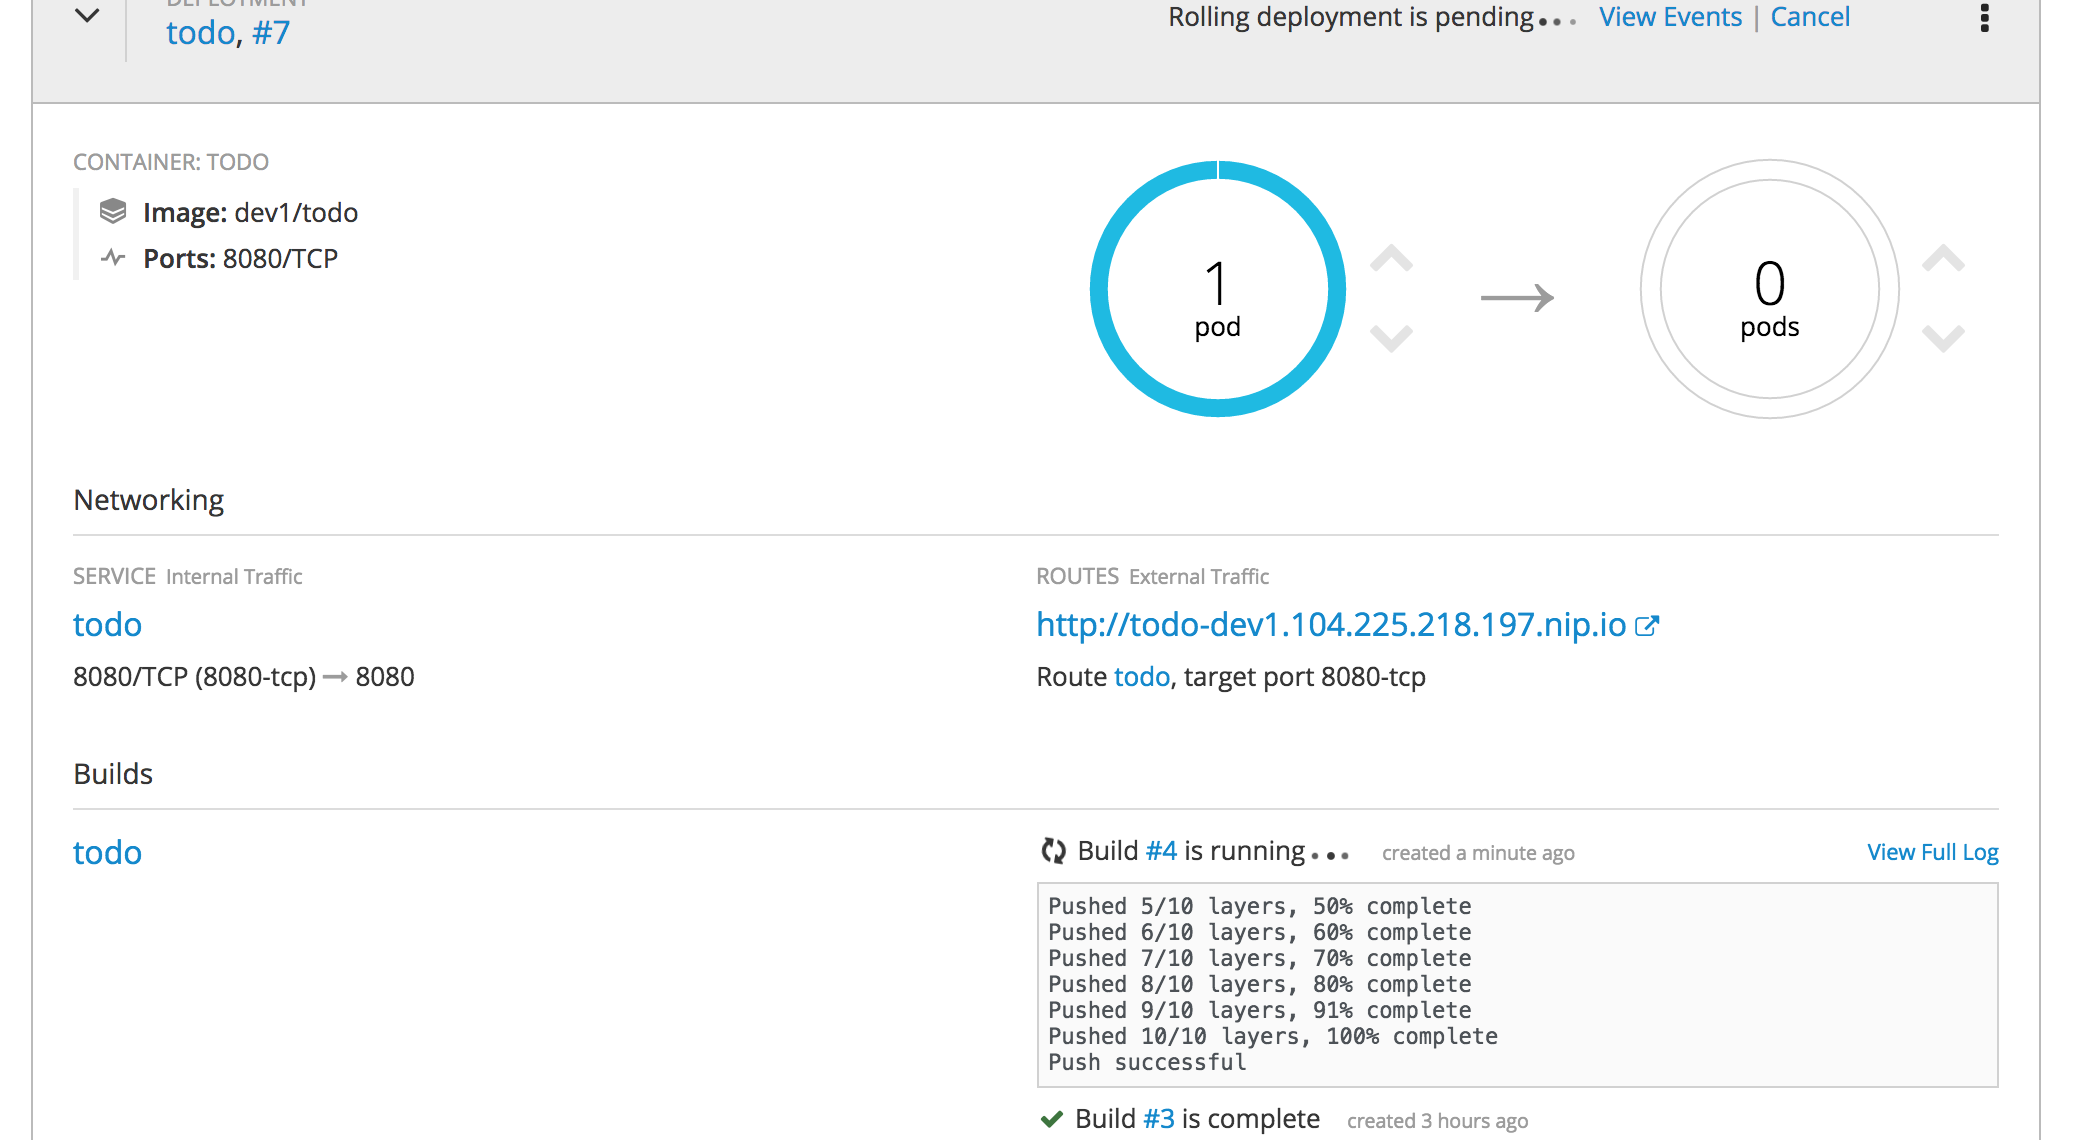 DEPLOYMENT
todo, #7
Rolling deployment is pending... View Events | Cancel
CONTAINER: TODO
Image: dev1/todo
Ports: 8080/TCP
1
pod
0
pods
Networking
SERVICE Internal Traffic
todo
8080/TCP (8080-tcp) → 8080
ROUTES External Traffic
http://todo-dev1.104.225.218.197.nip.io
Route todo, target port 8080-tcp
Builds
todo
Build #4 is running... created a minute ago View Full Log
Pushed 5/10 layers, 50% complete
Pushed 6/10 layers, 60% complete
Pushed 7/10 layers, 70% complete
Pushed 8/10 layers, 80% complete
Pushed 9/10 layers, 91% complete
Pushed 10/10 layers, 100% complete
Push successful
Build #3 is complete created 3 hours ago